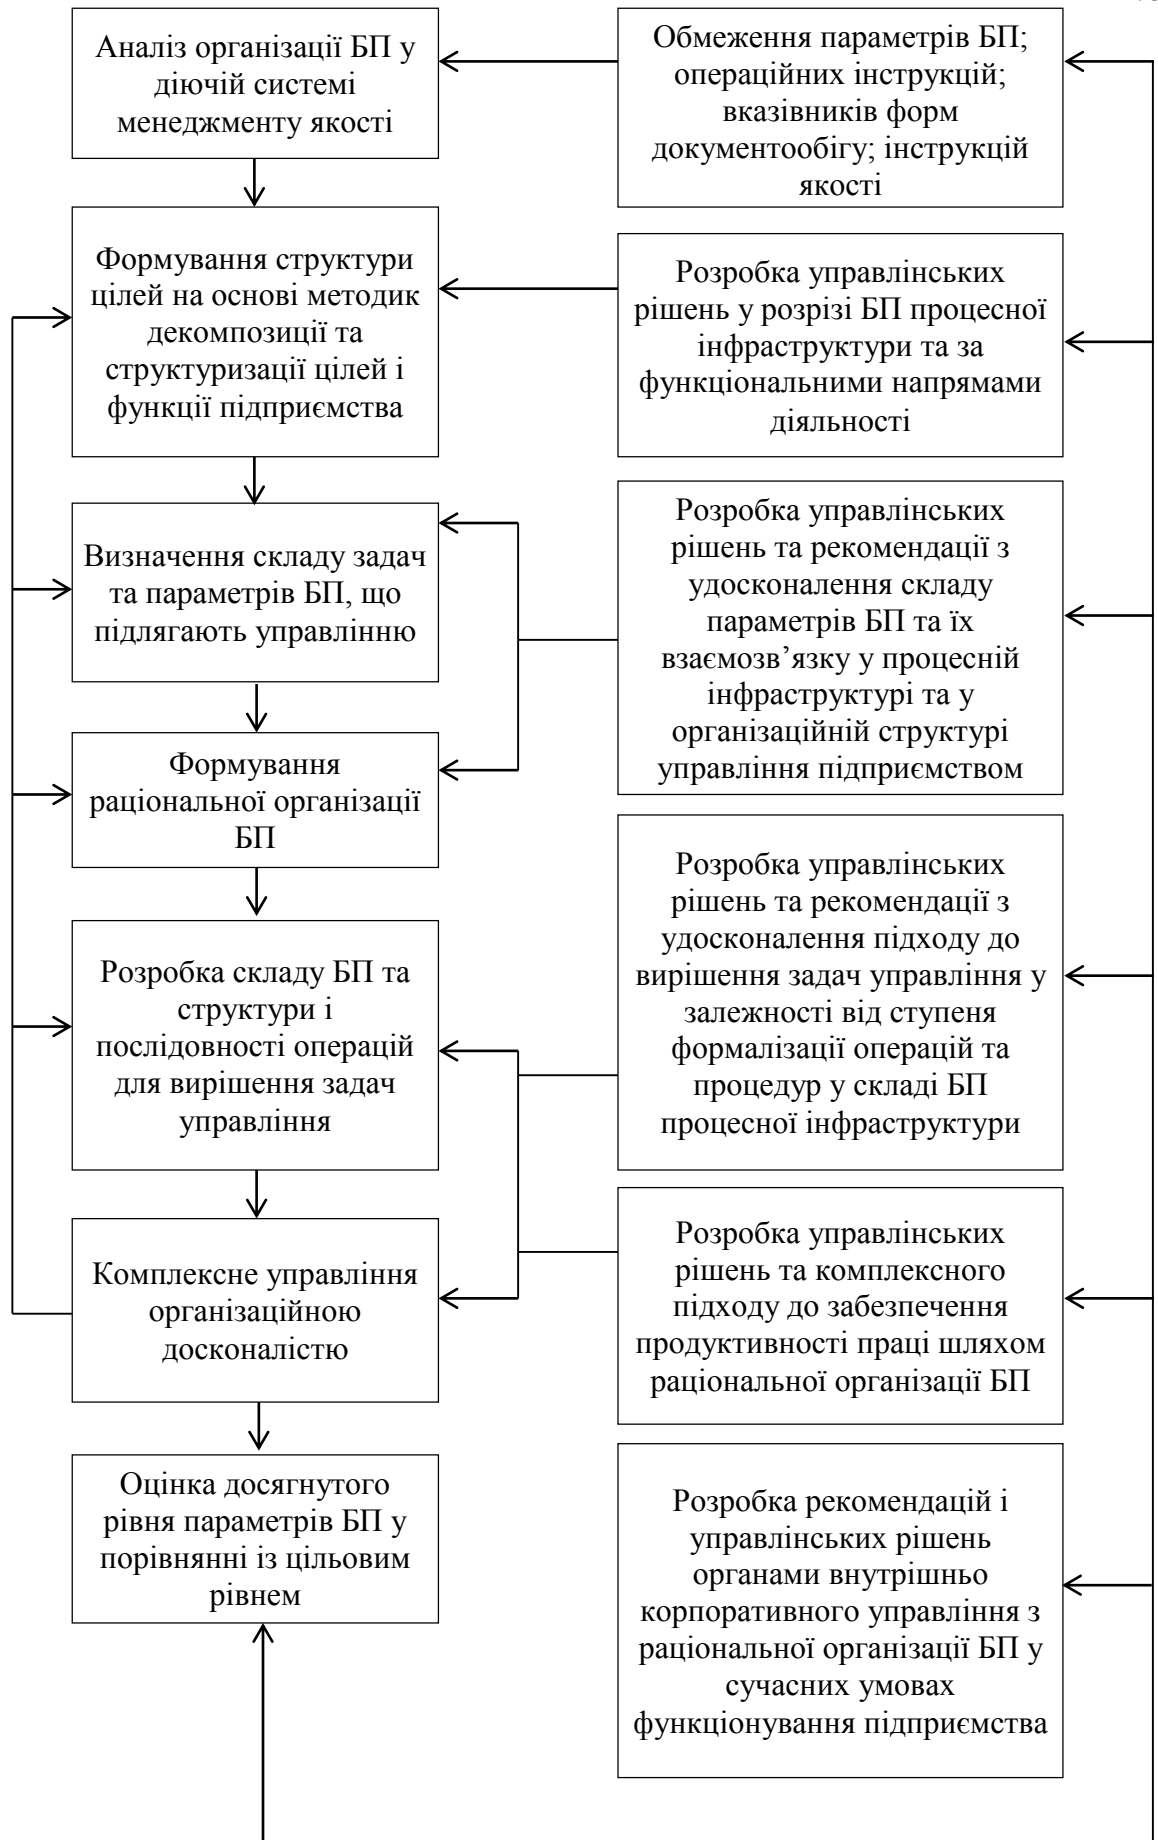 Аналіз організації БП у
діючій системі
менеджменту якості
Формування структури
цілей на основі методик
декомпозиції та
структуризації цілей і
функції підприємства
Визначення складу задач
та параметрів БП, що
підлягають управлінню
Формування
раціональної організації
БП
Розробка складу БП та
структури і
послідовності операцій
для вирішення задач
управління
Комплексне управління
організаційною
досконалістю
Оцінка досягнутого
рівня параметрів БП у
порівнянні із цільовим
рівнем
Обмеження параметрів БП;
операційних інструкцій;
вказівників форм
документообігу; інструкцій
якості
Розробка управлінських
рішень у розрізі БП процесної
інфраструктури та за
функціональними напрямами
діяльності
Розробка управлінських
рішень та рекомендації з
удосконалення складу
параметрів БП та їх
взаємозв’язку у процесній
інфраструктурі та у
організаційній структурі
управління підприємством
Розробка управлінських
рішень та рекомендації з
удосконалення підходу до
вирішення задач управління у
залежності від ступеня
формалізації операцій та
процедур у складі БП
процесної інфраструктури
Розробка управлінських
рішень та комплексного
підходу до забезпечення
продуктивності праці шляхом
раціональної організації БП
Розробка рекомендацій і
управлінських рішень
органами внутрішньо
корпоративного управління з
раціональної організації БП у
сучасних умовах
функціонування підприємства